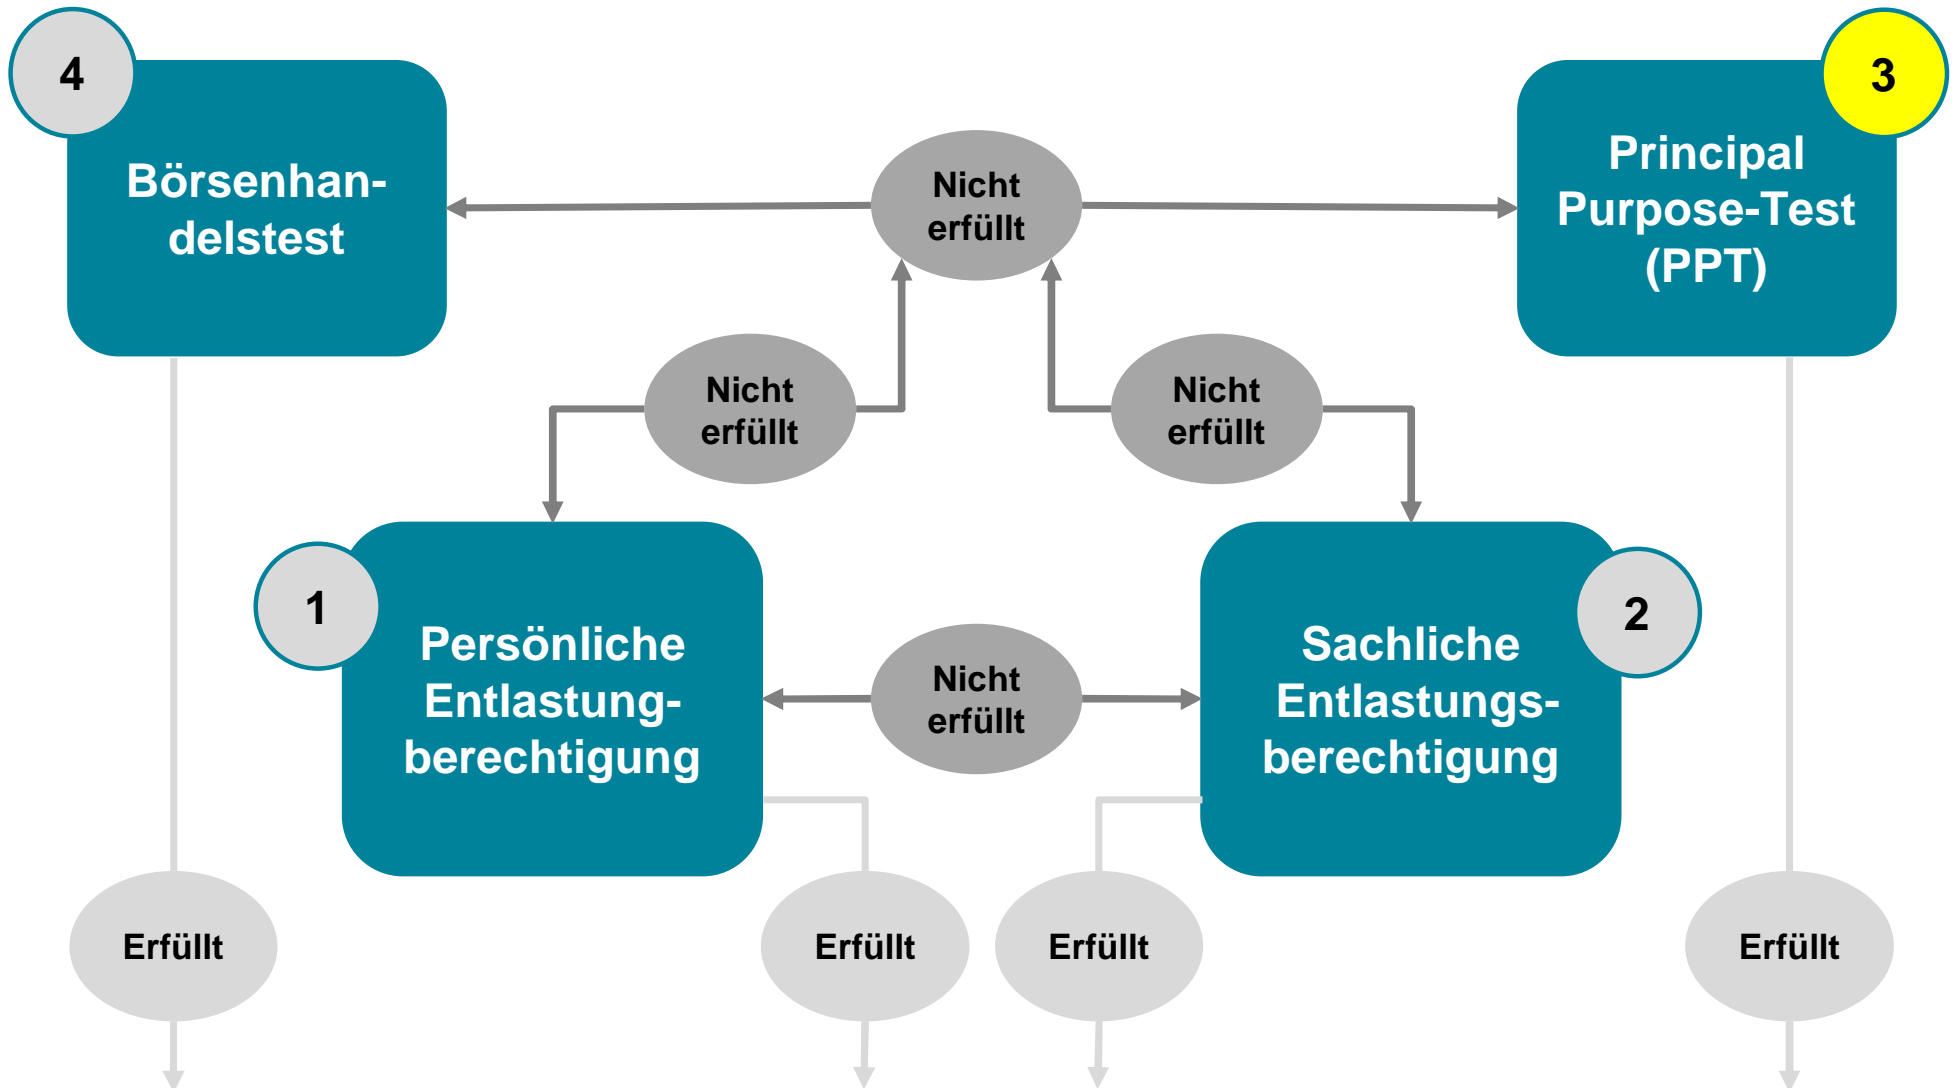 4
Börsenhan-
delstest
Nicht
erfüllt
3
Principal
Purpose-Test
(PPT)
Nicht
erfüllt
Nicht
erfüllt
1
Persönliche
Entlastung-
berechtigung
Nicht
erfüllt
2
Sachliche
Entlastungs-
berechtigung
Erfüllt
Erfüllt
Erfüllt
Erfüllt